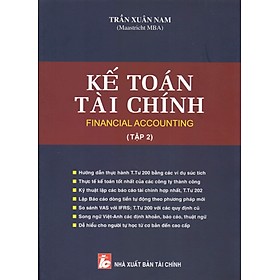 TRẦN XUÂN NAM
(Maastricht MBA)
KẾ TOÁN
TÀI CHÍNH
FINANCIAL ACCOUNTING
(TẬP 2)
Hướng dẫn thực hành T.Tư 200 bằng các ví dụ súc tích
Thực tế kế toán tốt nhất của các công ty thành công
Kỹ thuật lập các báo cáo tài chính hợp nhất, T.Tư 202
Lập Báo cáo dòng tiền tự động theo phương pháp mới
So sánh VAS với IFRS; T.Tư 200 với các quy định cũ
Song ngữ Việt-Anh các định khoản, báo cáo, thuật ngữ
Dễ hiểu cho người tự học từ cơ bản đến cao cấp
NHÀ XUẤT BẢN TÀI CHÍNH